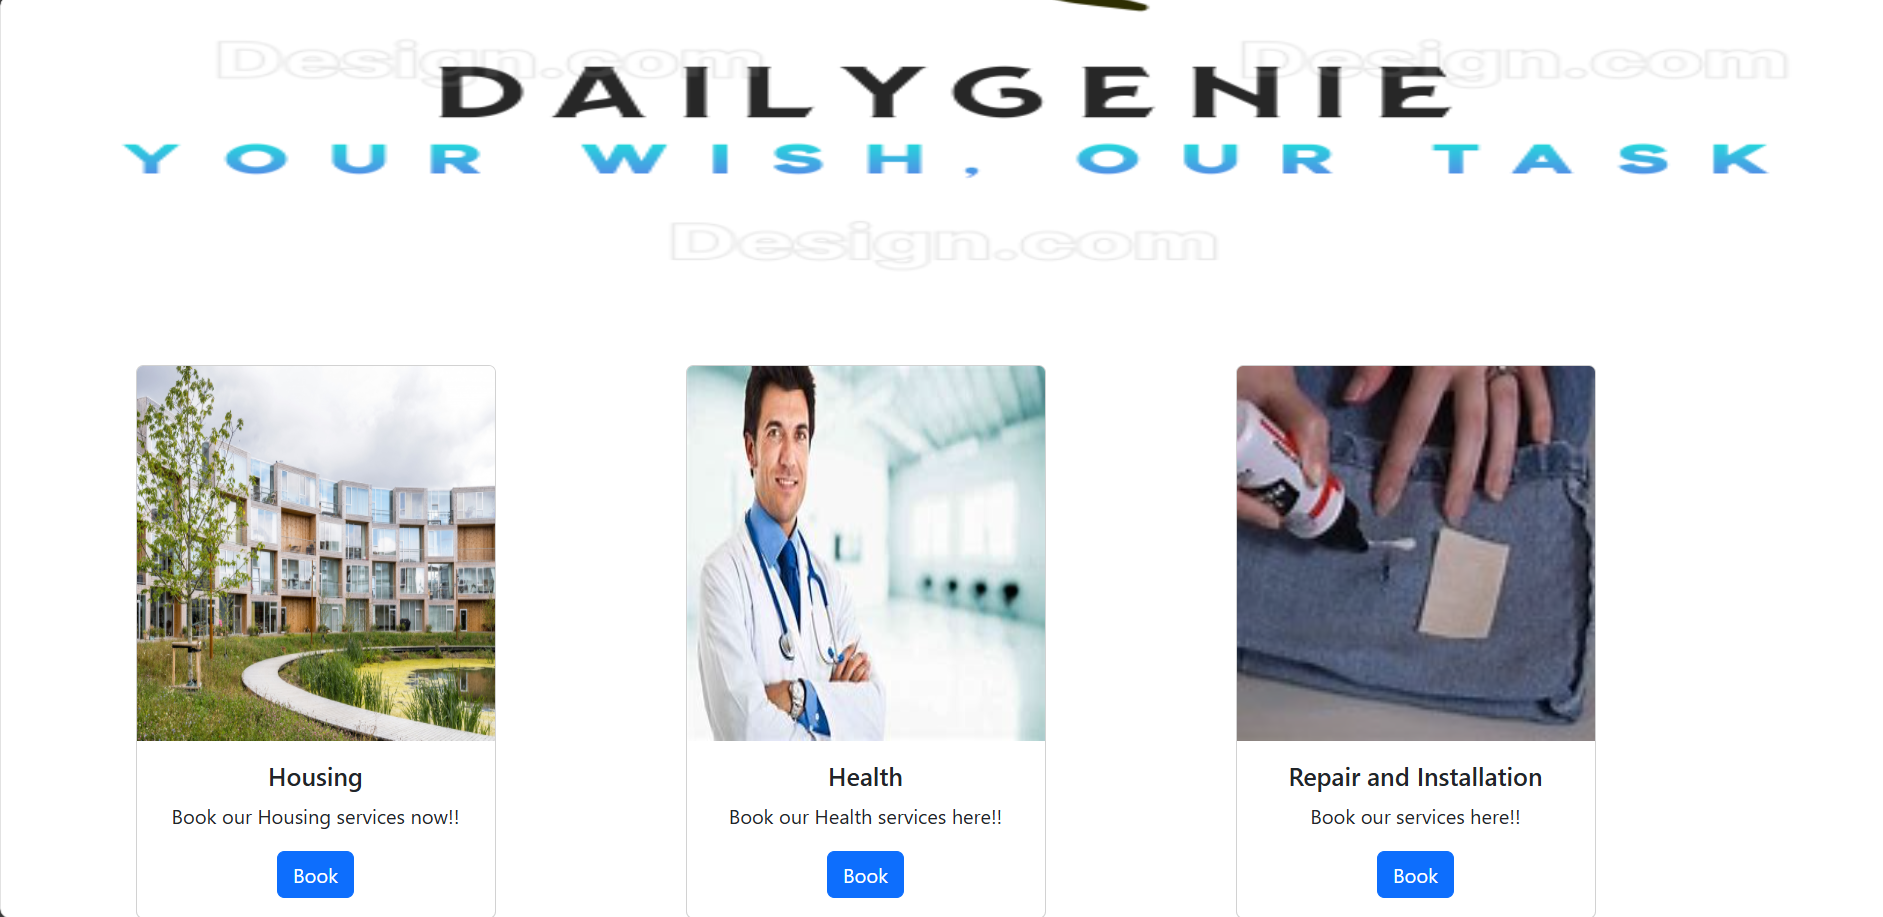 Design.com Design.com
DAILYGENIE
YOUR WISH, OUR TASK
Design.com
Housing
Book our Housing services now!!
Book
Health
Book our Health services here!!
Book
Repair and Installation
Book our services here!!
Book